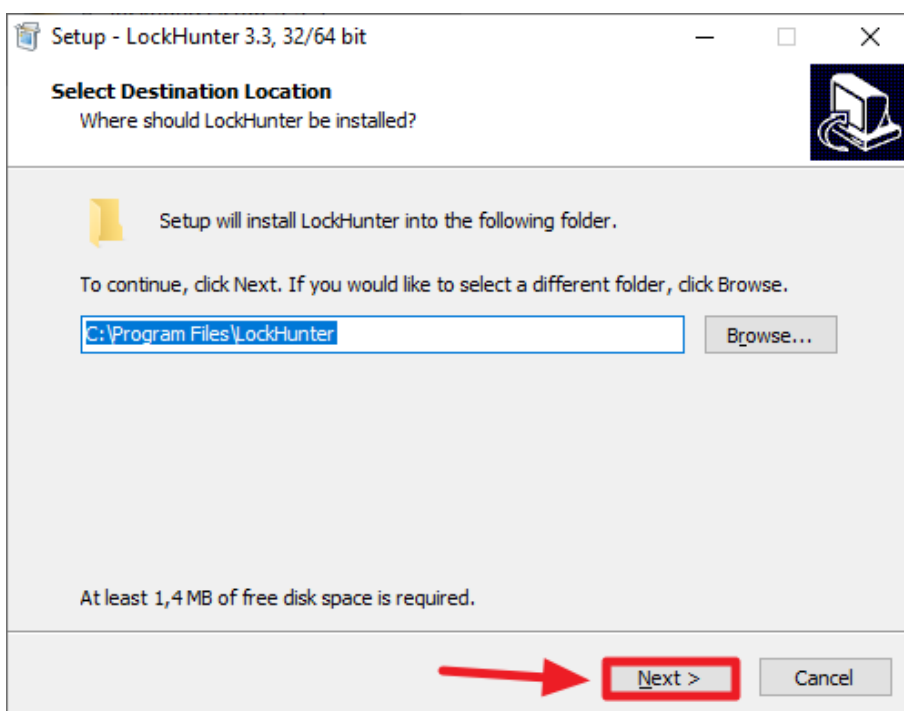 Setup - LockHunter 3.3, 32/64 bit
Select Destination Location
Where should LockHunter be installed?
Setup will install LockHunter into the following folder.
To continue, click Next. If you would like to select a different folder, click Browse.
C:\Program Files\LockHunter
Browse...
At least 1,4 MB of free disk space is required.
Next >
Cancel